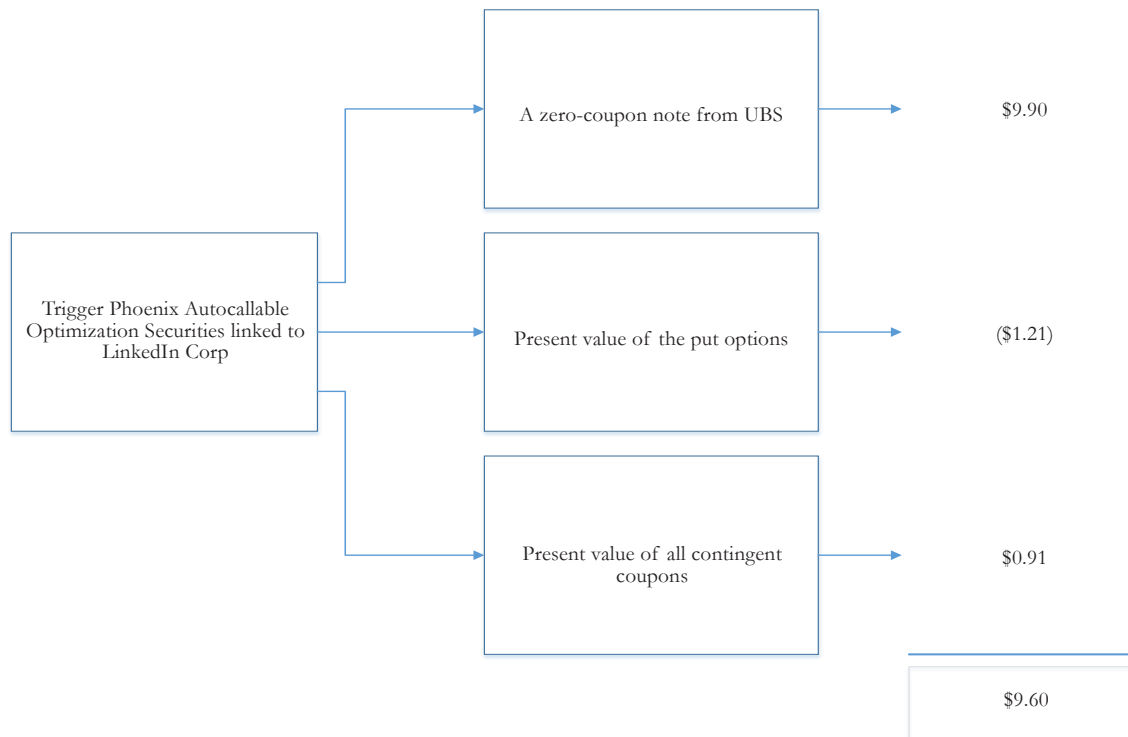 A zero-coupon note from UBS
$9.90
Trigger Phoenix Autocallable
Optimization Securities linked to
LinkedIn Corp
Present value of the put options
($1.21)
Present value of all contingent
coupons
$0.91
$9.60